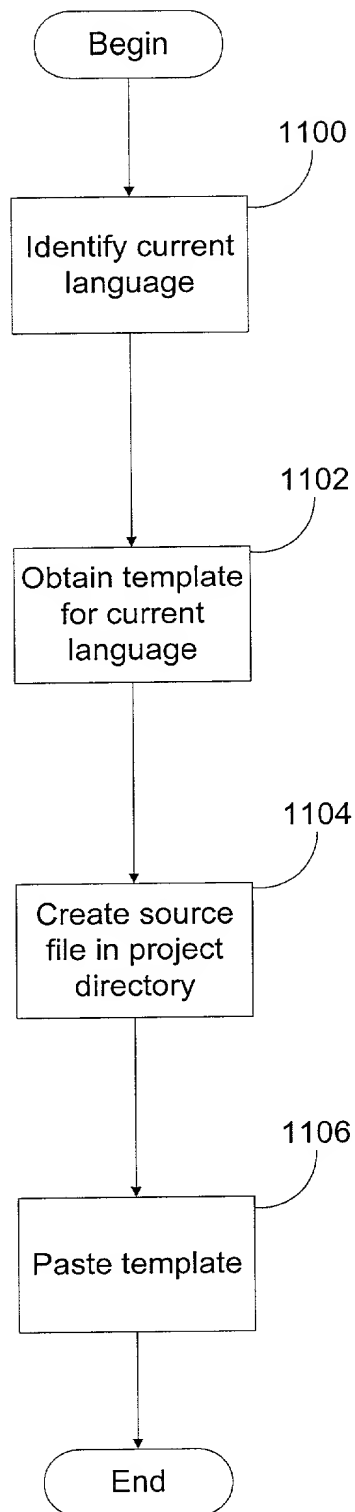 Begin
1100
Identify current
language
1102
Obtain template
for current
language
1104
Create source
file in project
directory
1106
Paste template
End